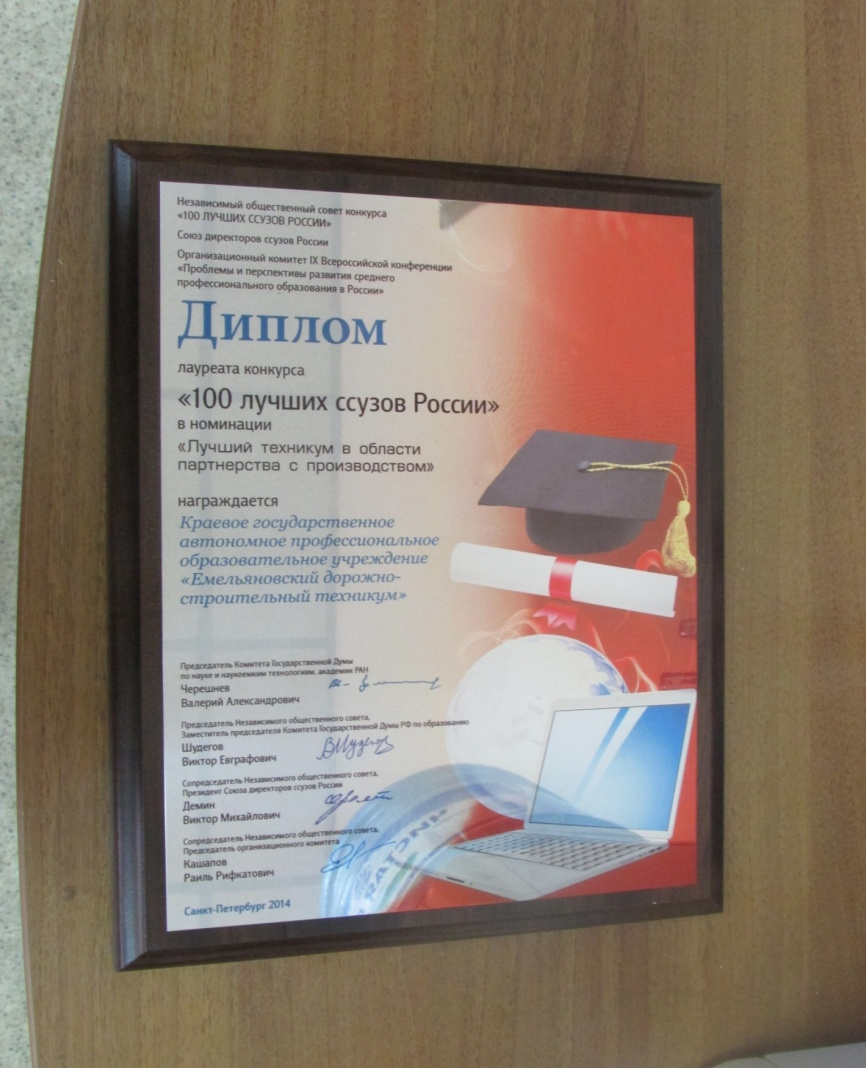 Независимый общественный совет конкурса
«100 ЛУЧШИХ ССУЗОВ РОССИИ»
Союз директоров ссузов России
Организационный комитет IX Всероссийской конференции
«Проблемы и перспективы развития среднего
профессионального образования в России»
Диплом
лауреата конкурса
«100 лучших ссузов России»
в номинации
«Лучший техникум в области
партнерства с производством»
награждается
Краевое государственное
автономное профессиональное
образовательное учреждение
«Емельяновский дорожно-
строительный техникум»
Председатель Комитета Государственной Думы
по науке и наукоемким технологиям, академик РАН
Черешнев
Валерий Александрович
Председатель Независимого общественного совета,
Заместитель председателя Комитета Государственной Думы РФ по образованию
Шудегов
Виктор Евграфович
Сопредседатель Независимого общественного совета,
Президент Союза директоров ссузов России
Демин
Виктор Михайлович
Сопредседатель Независимого общественного совета,
Председатель организационного комитета
Кашапов
Раиль Рифкатович
Санкт-Петербург 2014